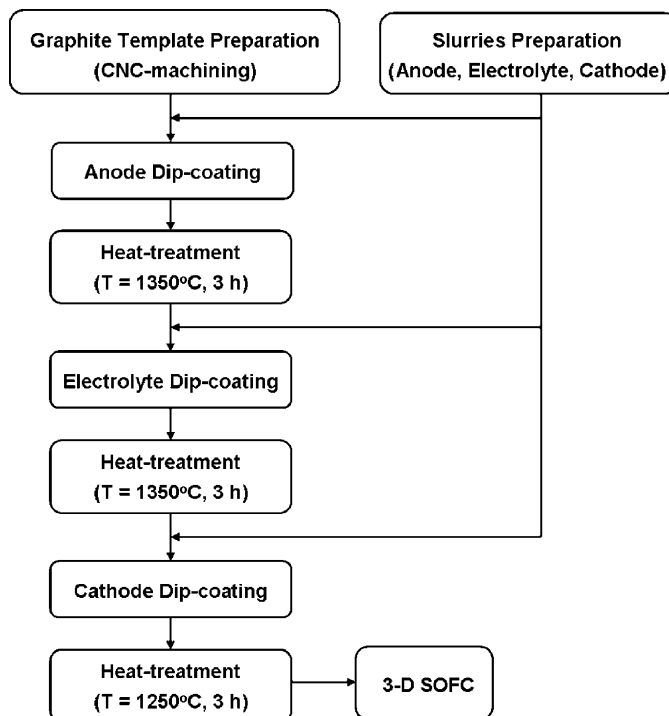 Graphite Template Preparation
(CNC-machining)
Slurries Preparation
(Anode, Electrolyte, Cathode)
Anode Dip-coating
Heat-treatment
(T = 1350ºC, 3 h)
Electrolyte Dip-coating
Heat-treatment
(T = 1350ºC, 3 h)
Cathode Dip-coating
Heat-treatment
(T = 1250ºC, 3 h)
3-D SOFC